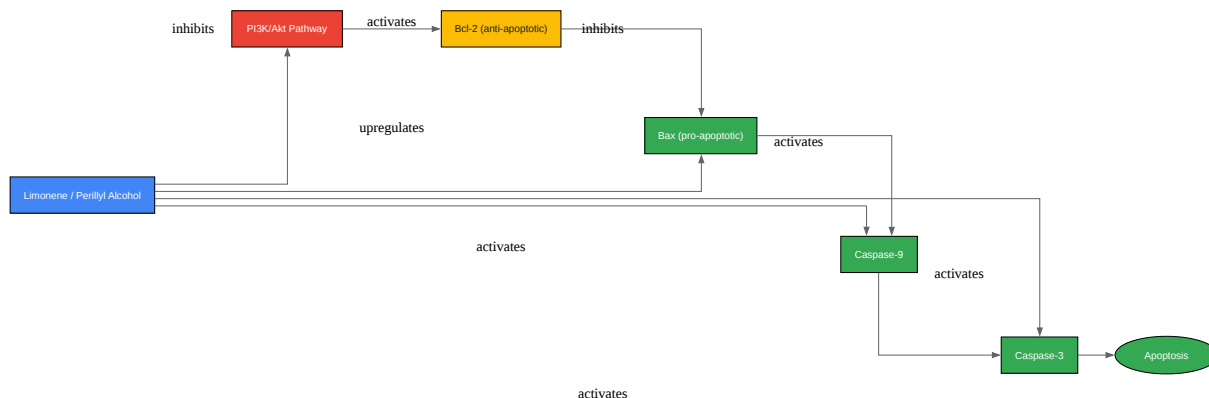 inhibits
PI3K/Akt Pathway
activates
Bcl-2 (anti-apoptotic)
inhibits
upregulates
Bax (pro-apoptotic)
activates
Limonene / Perillyl Alcohol
activates
Caspase-9
activates
Caspase-3
Apoptosis
activates